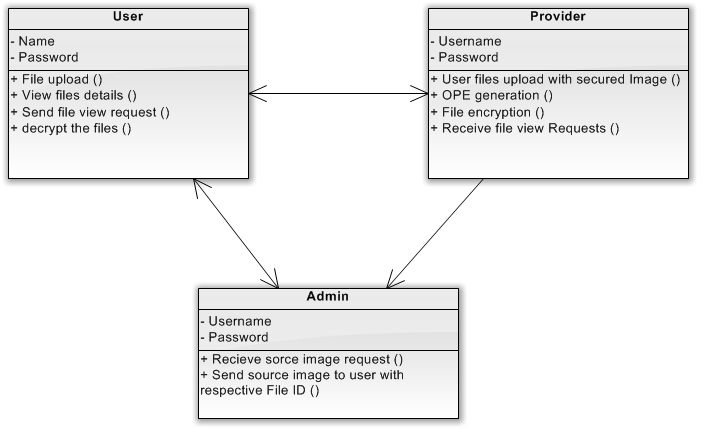 User
- Name
- Password
+ File upload ()
+ View files details ()
+ Send file view request ()
+ decrypt the files ()
Provider
- Username
- Password
+ User files upload with secured Image ()
+ OPE generation ()
+ File encryption ()
+ Receive file view Requests ()
Admin
- Username
- Password
+ Recieve sorce image request ()
+ Send source image to user with
respective File ID ()